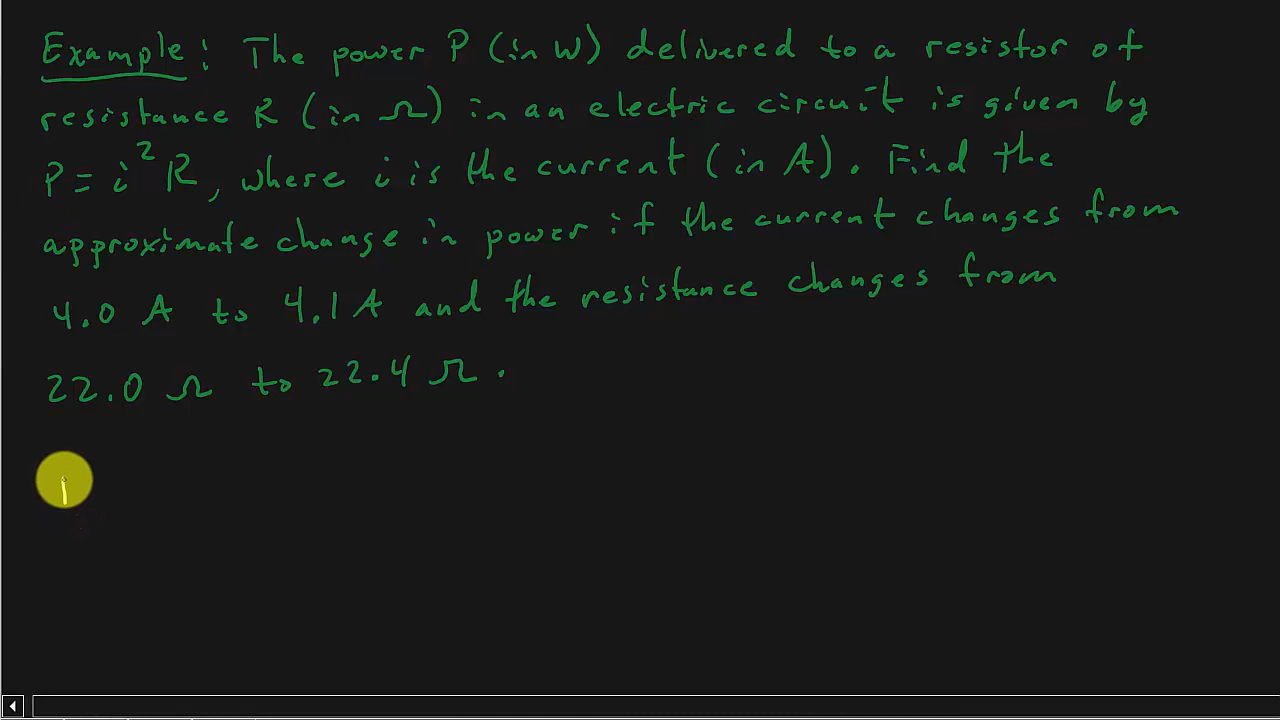 Example: The power P (in W) delivered to a resistor of
resistance R (in Ω) in an electric circuit is given by
P = i² R, where i is the current (in A). Find the
approximate change in power if the current changes from
4.0 A to 4.1 A and the resistance changes from
22.0 Ω to 22.4 Ω.